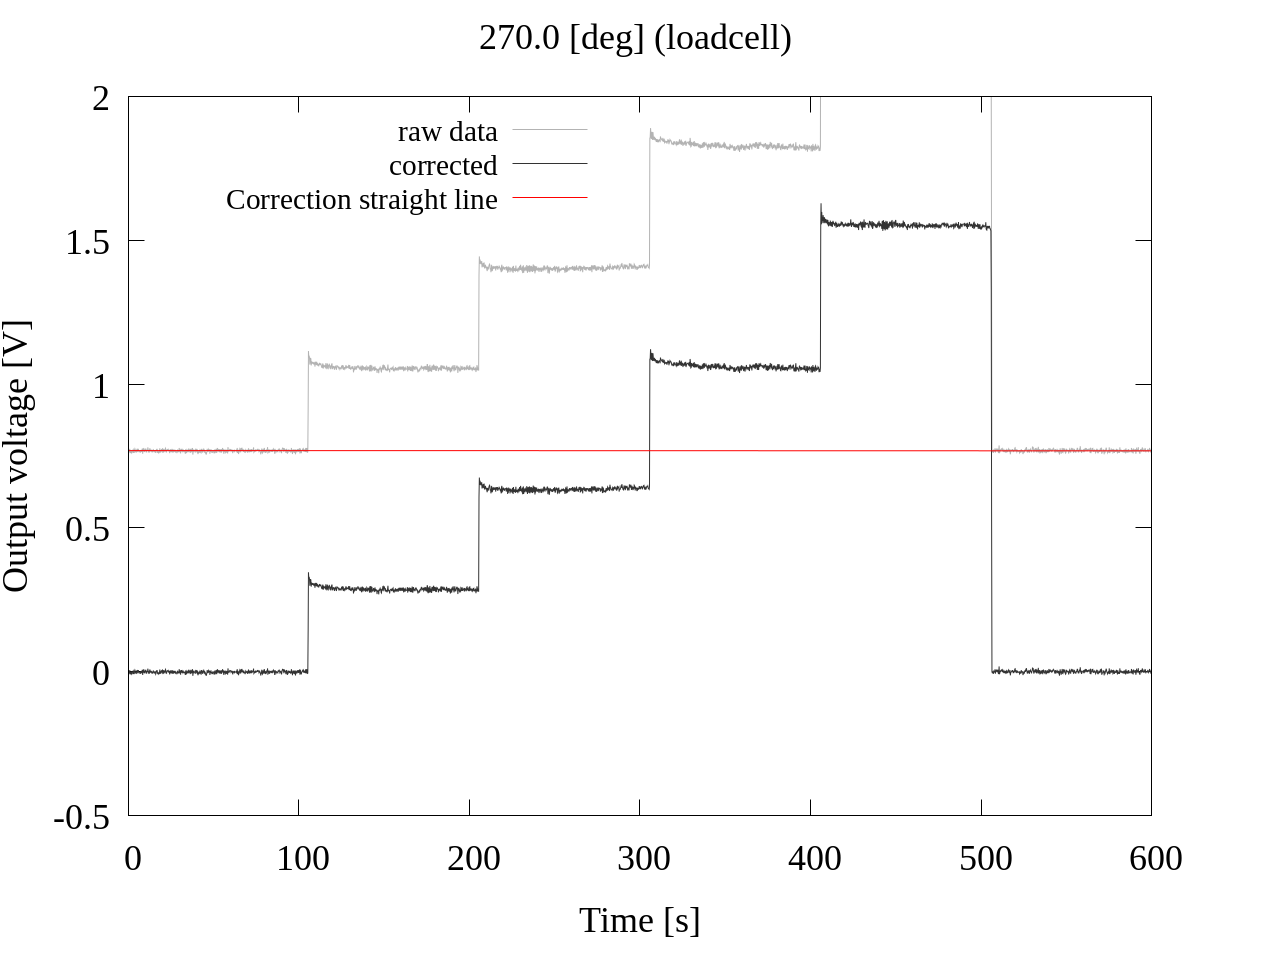 270.0 [deg] (loadcell)
raw data
corrected
Correction straight line
2
1.5
1
0.5
0
-0.5
Output voltage [V]
0 100 200 300 400 500 600
Time [s]